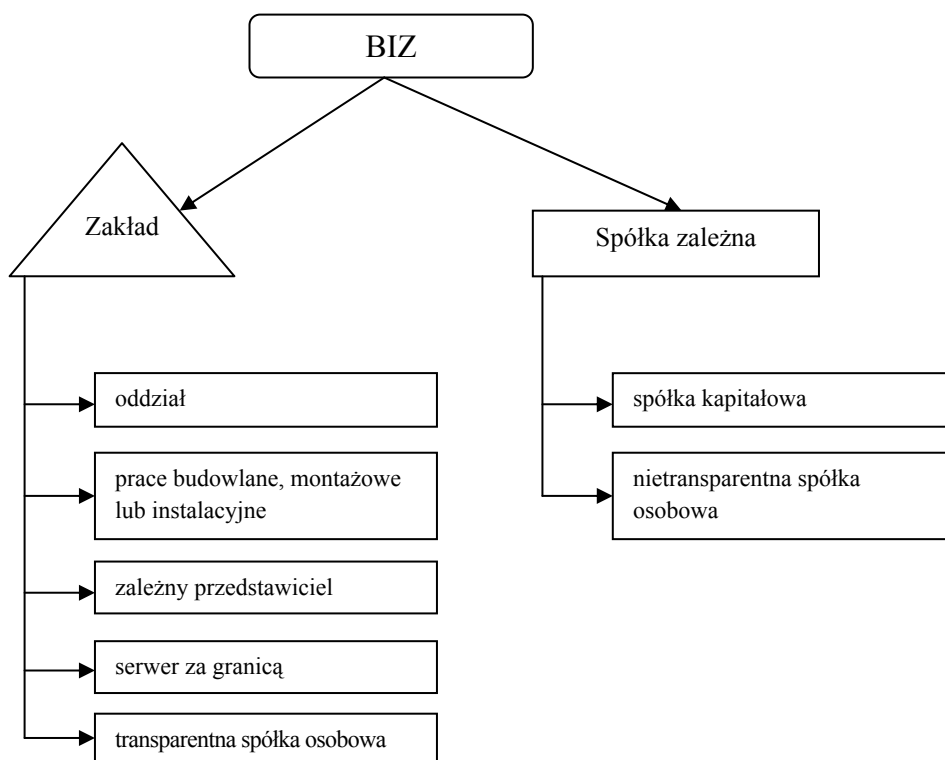 BIZ
Zakład
Spółka zależna
oddział
prace budowlane, montażowe
lub instalacyjne
zależny przedstawiciel
serwer za granicą
transparentna spółka osobowa
spółka kapitałowa
nietransparentna spółka
osobowa